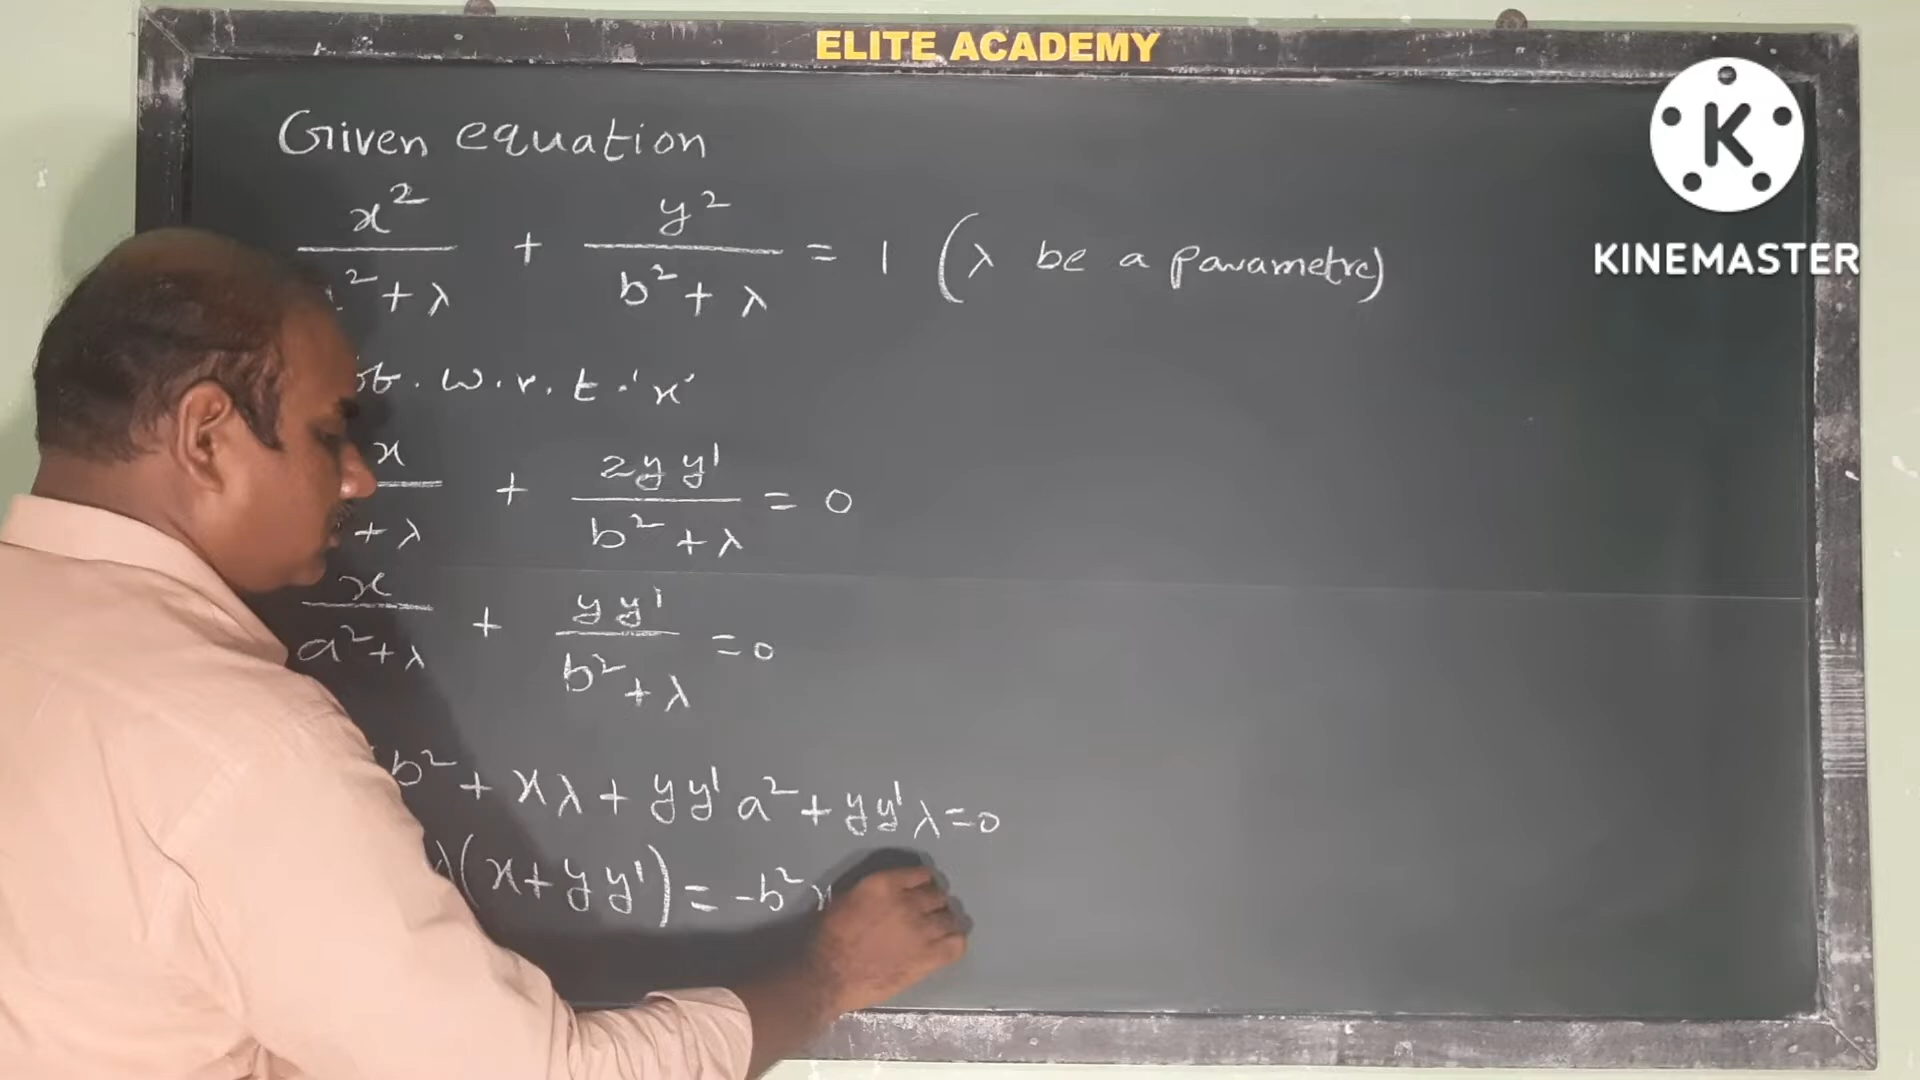 ELITE ACADEMY
K
KINEMASTER
Given equation
x² / ²+λ + y² / b²+λ = 1 (λ be a parametre)
. w.r.t. 'x'
x / +λ + 2yy' / b²+λ = 0
x / a²+λ + yy' / b²+λ =0
b² + xλ + yy'a² + yy'λ=0
λ(x+yy') = -b²x